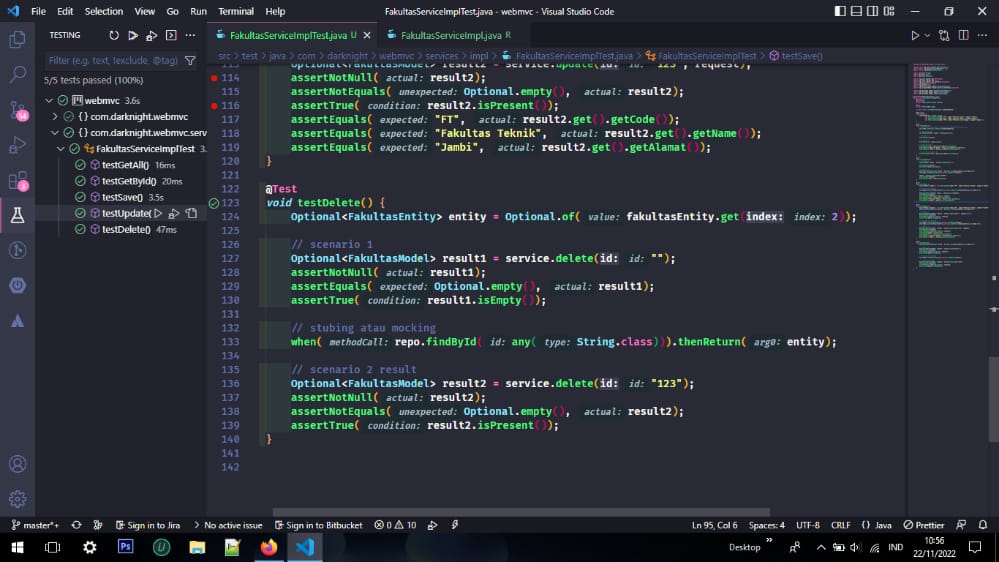 File Edit Selection View Go Run Terminal Help
FakultasServiceImplTest.java - webmvc - Visual Studio Code
TESTING
Filter (e.g. text, !exclude, @tag)
5/5 tests passed (100%)
webmvc 3.6s
{} com.darknight.webmvc
{} com.darknight.webmvc.serv
FakultasServiceImplTest 3.
testGetAll() 16ms
testGetById() 20ms
testSave() 3.5s
testUpdate(
testDelete() 47ms
54
3
FakultasServiceImplTest.java U
FakultasServiceImpl.java R
src > test > java > com > darknight > webmvc > services > impl > FakultasServiceImplTest.java > FakultasServiceImplTest > testSave()
113 Optional<FakultasModel> result2 = service.update(id: id: "123", request);
114 assertNotNull( actual: result2);
115 assertNotEquals( unexpected: Optional.empty(), actual: result2);
116 assertTrue( condition: result2.isPresent());
117 assertEquals( expected: "FT", actual: result2.get().getCode());
118 assertEquals( expected: "Fakultas Teknik", actual: result2.get().getName());
119 assertEquals( expected: "Jambi", actual: result2.get().getAlamat());
120 }
121
122 @Test
123 void testDelete() {
124 Optional<FakultasEntity> entity = Optional.of( value: fakultasEntity.get(index: index: 2));
125
126 // scenario 1
127 Optional<FakultasModel> result1 = service.delete(id: id: "");
128 assertNotNull( actual: result1);
129 assertEquals( expected: Optional.empty(), actual: result1);
130 assertTrue( condition: result1.isEmpty());
131
132 // stubing atau mocking
133 when( methodCall: repo.findById( id: any( type: String.class))).thenReturn( arg0: entity);
134
135 // scenario 2 result
136 Optional<FakultasModel> result2 = service.delete(id: id: "123");
137 assertNotNull( actual: result2);
138 assertNotEquals( unexpected: Optional.empty(), actual: result2);
139 assertTrue( condition: result2.isPresent());
140 }
141
142
master*+ Sign in to Jira No active issue Sign in to Bitbucket 0 10 Ln 95, Col 6 Spaces: 4 UTF-8 CRLF {} Java Prettier
Ps U Desktop IND 10:56
22/11/2022